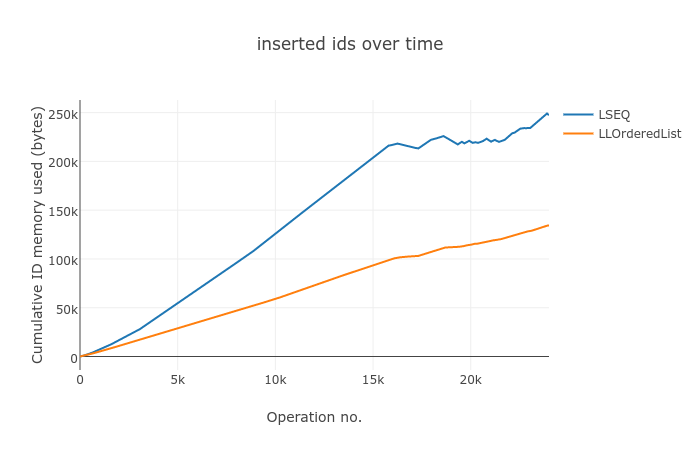 inserted ids over time
Cumulative ID memory used (bytes)
250k
200k
150k
100k
50k
0
0 5k 10k 15k 20k
Operation no.
LSEQ
LLOrderedList